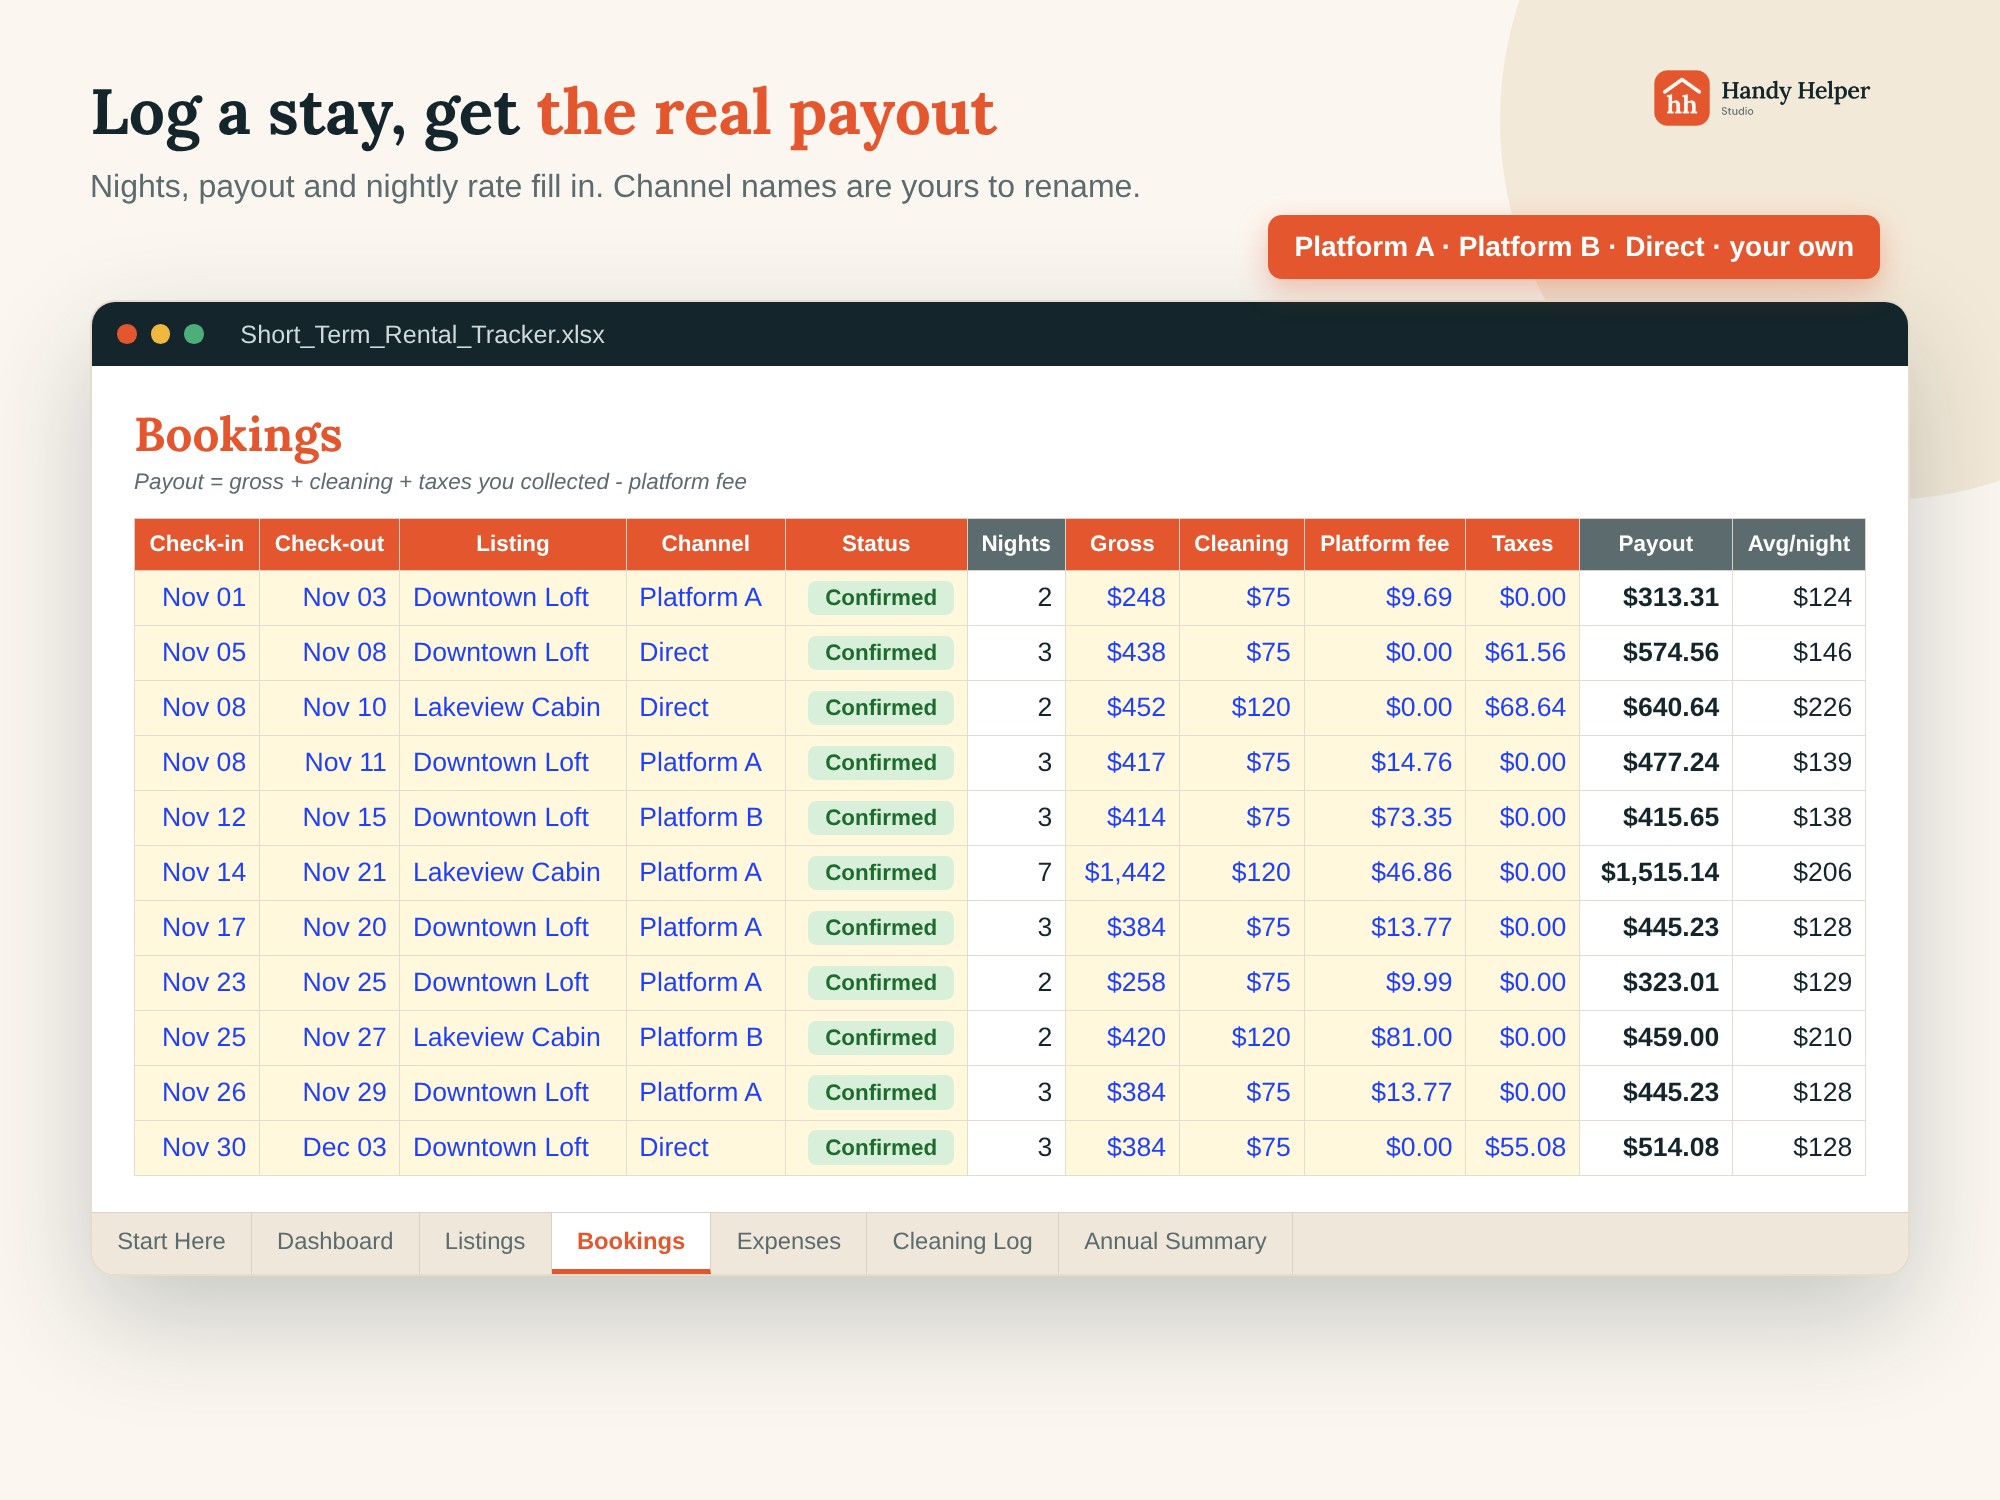 Log a stay, get the real payout
hh Handy Helper
Studio
Nights, payout and nightly rate fill in. Channel names are yours to rename.
Platform A · Platform B · Direct · your own
Short_Term_Rental_Tracker.xlsx
Bookings
Payout = gross + cleaning + taxes you collected - platform fee
Check-in Check-out Listing Channel Status Nights Gross Cleaning Platform fee Taxes Payout Avg/night
Nov 01 Nov 03 Downtown Loft Platform A Confirmed 2 $248 $75 $9.69 $0.00 $313.31 $124
Nov 05 Nov 08 Downtown Loft Direct Confirmed 3 $438 $75 $0.00 $61.56 $574.56 $146
Nov 08 Nov 10 Lakeview Cabin Direct Confirmed 2 $452 $120 $0.00 $68.64 $640.64 $226
Nov 08 Nov 11 Downtown Loft Platform A Confirmed 3 $417 $75 $14.76 $0.00 $477.24 $139
Nov 12 Nov 15 Downtown Loft Platform B Confirmed 3 $414 $75 $73.35 $0.00 $415.65 $138
Nov 14 Nov 21 Lakeview Cabin Platform A Confirmed 7 $1,442 $120 $46.86 $0.00 $1,515.14 $206
Nov 17 Nov 20 Downtown Loft Platform A Confirmed 3 $384 $75 $13.77 $0.00 $445.23 $128
Nov 23 Nov 25 Downtown Loft Platform A Confirmed 2 $258 $75 $9.99 $0.00 $323.01 $129
Nov 25 Nov 27 Lakeview Cabin Platform B Confirmed 2 $420 $120 $81.00 $0.00 $459.00 $210
Nov 26 Nov 29 Downtown Loft Platform A Confirmed 3 $384 $75 $13.77 $0.00 $445.23 $128
Nov 30 Dec 03 Downtown Loft Direct Confirmed 3 $384 $75 $0.00 $55.08 $514.08 $128
Start Here Dashboard Listings Bookings Expenses Cleaning Log Annual Summary